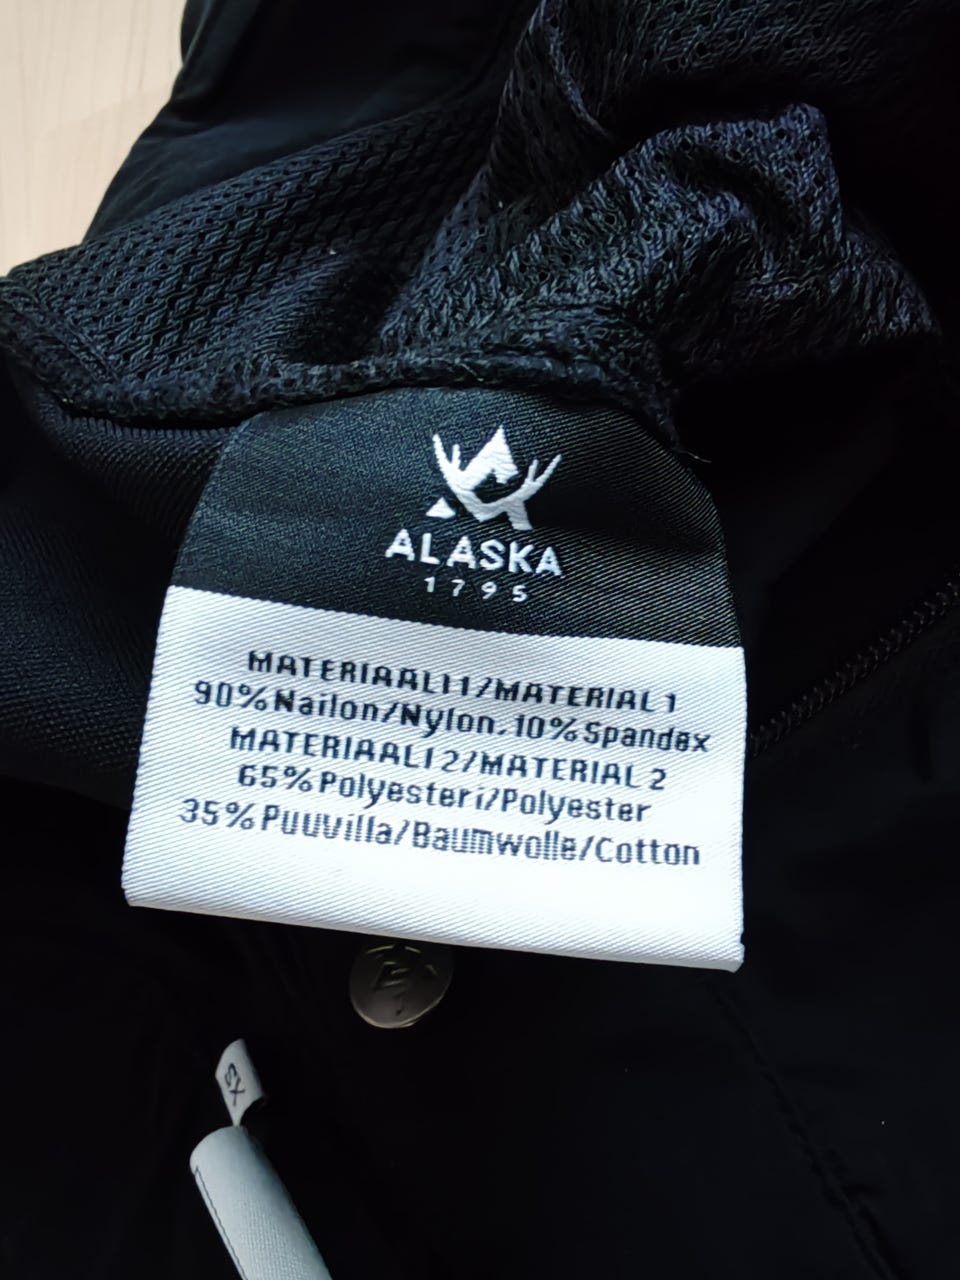 ALASKA
1795
MATERIAALI 1/MATERIAL 1
90%Nailon/Nylon.10%Spandex
MATERIAALI 2/MATERIAL 2
65%Polyesteri/Polyester
35%Puuvilla/Baumwolle/Cotton